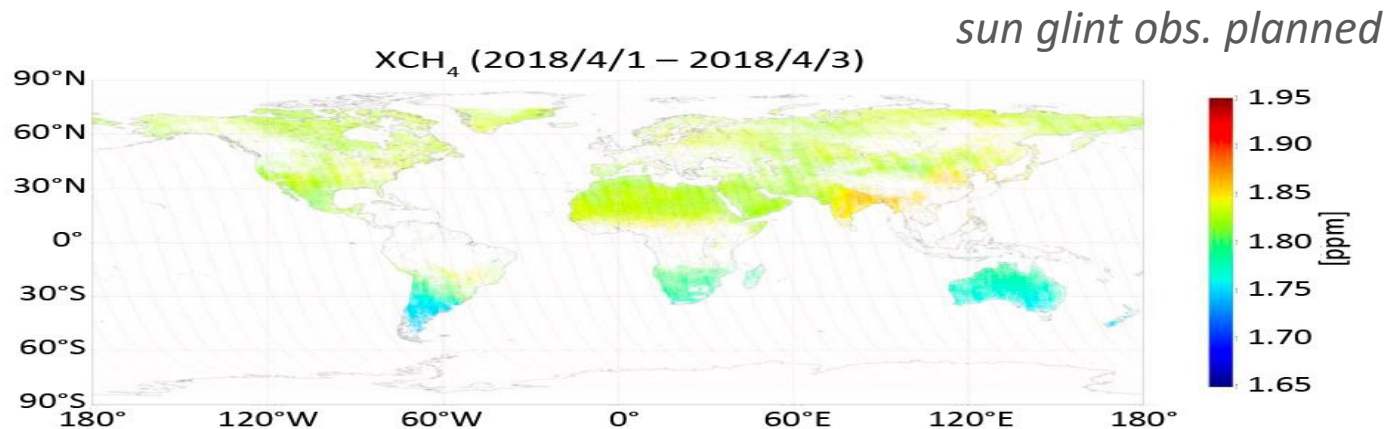 sun glint obs. planned
XCH₄ (2018/4/1 – 2018/4/3)
90°N
60°N
30°N
0°
30°S
60°S
90°S
180° 120°W 60°W 0° 60°E 120°E 180°
1.95
1.90
1.85
1.80
1.75
1.70
1.65
[ppm]